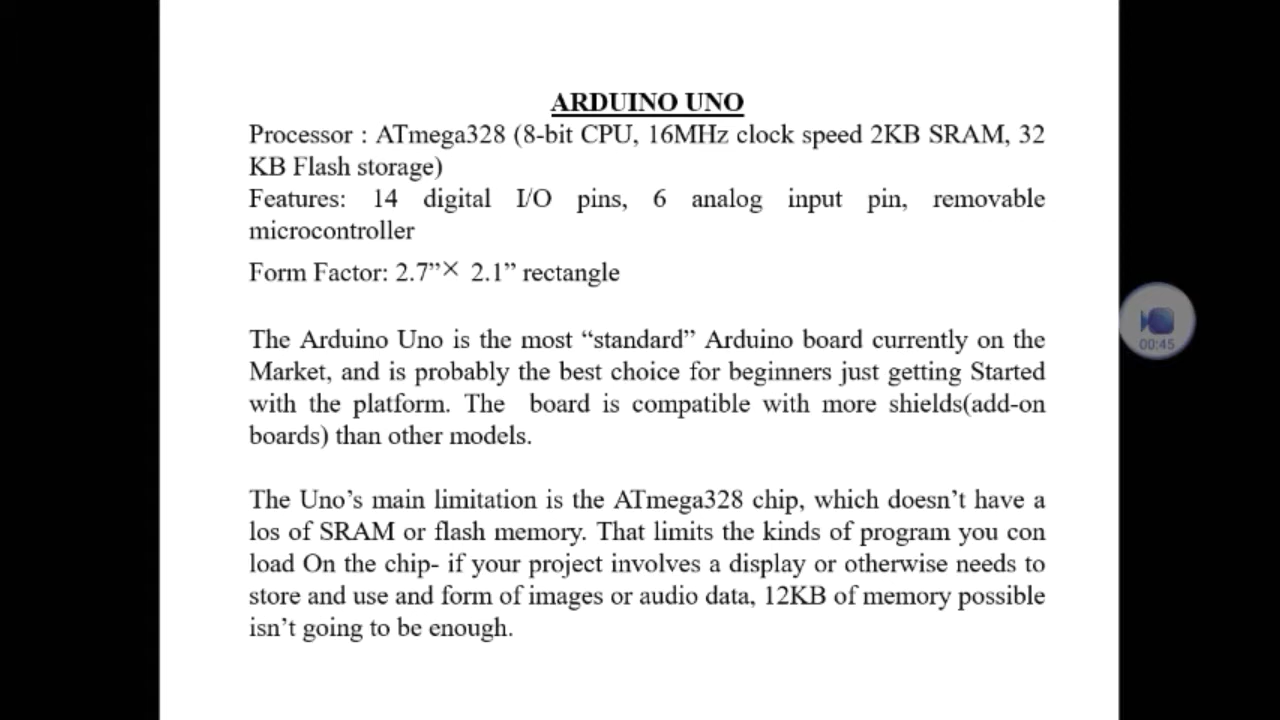 ARDUINO UNO
Processor : ATmega328 (8-bit CPU, 16MHz clock speed 2KB SRAM, 32
KB Flash storage)
Features: 14 digital I/O pins, 6 analog input pin, removable
microcontroller
Form Factor: 2.7”× 2.1” rectangle
The Arduino Uno is the most “standard” Arduino board currently on the
Market, and is probably the best choice for beginners just getting Started
with the platform. The board is compatible with more shields(add-on
boards) than other models.
The Uno’s main limitation is the ATmega328 chip, which doesn’t have a
los of SRAM or flash memory. That limits the kinds of program you con
load On the chip- if your project involves a display or otherwise needs to
store and use and form of images or audio data, 12KB of memory possible
isn’t going to be enough.
00:45